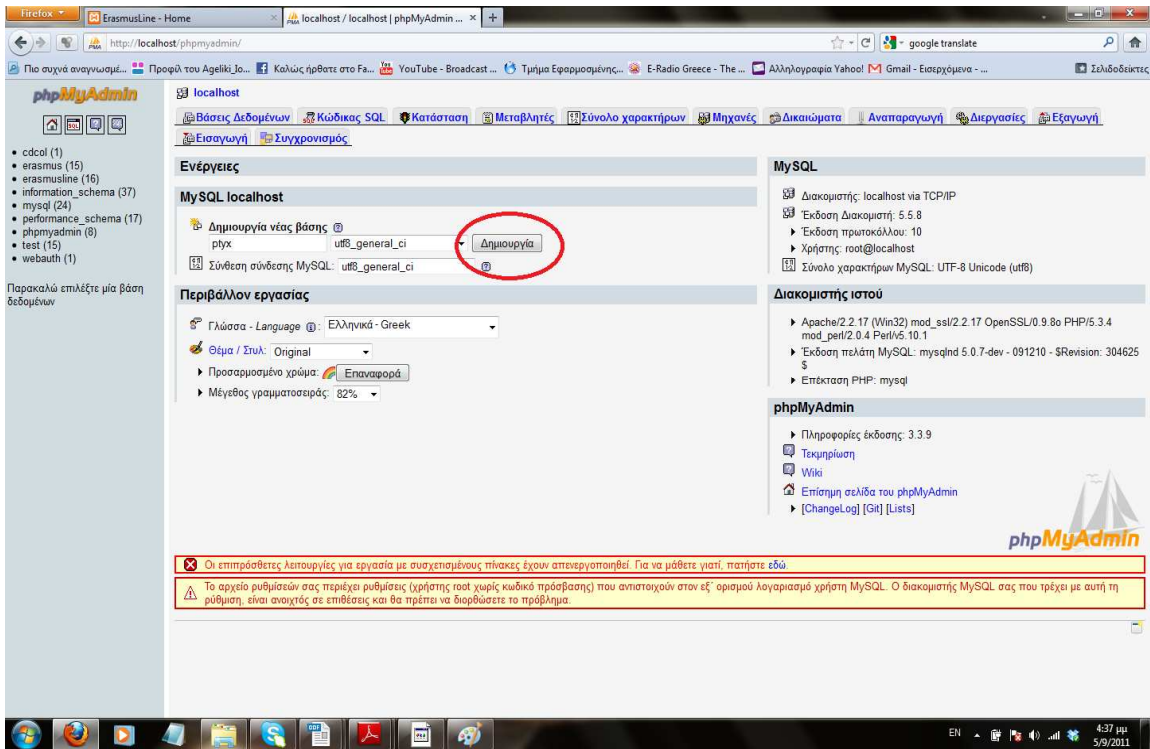 Firefox
ErasmusLine - Home
localhost / localhost | phpMyAdmin ...
http://localhost/phpmyadmin/
google translate
Πιο συχνά αναγνωσμέ...
Προφίλ του Ageliki_Io...
Καλώς ήρθατε στο Fa...
YouTube - Broadcast ...
Τμήμα Εφαρμοσμένης...
E-Radio Greece - The ...
Αλληλογραφία Yahoo!
Gmail - Εισερχόμενα - ...
Σελιδοδείκτες
phpMyAdmin
cdcol (1)
erasmus (15)
erasmusline (16)
information_schema (37)
mysql (24)
performance_schema (17)
phpmyadmin (8)
test (15)
webauth (1)
Παρακαλώ επιλέξτε μία βάση
δεδομένων
localhost
Βάσεις Δεδομένων
Κώδικας SQL
Κατάσταση
Μεταβλητές
Σύνολο χαρακτήρων
Μηχανές
Δικαιώματα
Αναπαραγωγή
Διεργασίες
Εξαγωγή
Εισαγωγή
Συγχρονισμός
Ενέργειες
MySQL localhost
Δημιουργία νέας βάσης
ptyx
utf8_general_ci
Δημιουργία
Σύνθεση σύνδεσης MySQL: utf8_general_ci
Περιβάλλον εργασίας
Γλώσσα - Language : Ελληνικά - Greek
Θέμα / Στυλ: Original
Προσαρμοσμένο χρώμα: Επαναφορά
Μέγεθος γραμματοσειράς: 82%
MySQL
Διακομιστής: localhost via TCP/IP
Έκδοση Διακομιστή: 5.5.8
Έκδοση πρωτοκόλλου: 10
Χρήστης: root@localhost
Σύνολο χαρακτήρων MySQL: UTF-8 Unicode (utf8)
Διακομιστής ιστού
Apache/2.2.17 (Win32) mod_ssl/2.2.17 OpenSSL/0.9.8o PHP/5.3.4
mod_perl/2.0.4 Perl/v5.10.1
Έκδοση πελάτη MySQL: mysqlnd 5.0.7-dev - 091210 - $Revision: 304625
$
Επέκταση PHP: mysql
phpMyAdmin
Πληροφορίες έκδοσης: 3.3.9
Τεκμηρίωση
Wiki
Επίσημη σελίδα του phpMyAdmin
[ChangeLog] [Git] [Lists]
phpMyAdmin
Οι επιπρόσθετες λειτουργίες για εργασία με συσχετισμένους πίνακες έχουν απενεργοποιηθεί. Για να μάθετε γιατί, πατήστε εδώ.
Το αρχείο ρυθμίσεών σας περιέχει ρυθμίσεις (χρήστης root χωρίς κωδικό πρόσβασης) που αντιστοιχούν στον εξ΄ ορισμού λογαριασμό χρήστη MySQL. Ο διακομιστής MySQL σας που τρέχει με αυτή τη
ρύθμιση, είναι ανοιχτός σε επιθέσεις και θα πρέπει να διορθώσετε το πρόβλημα.
EN
4:37 μμ
5/9/2011